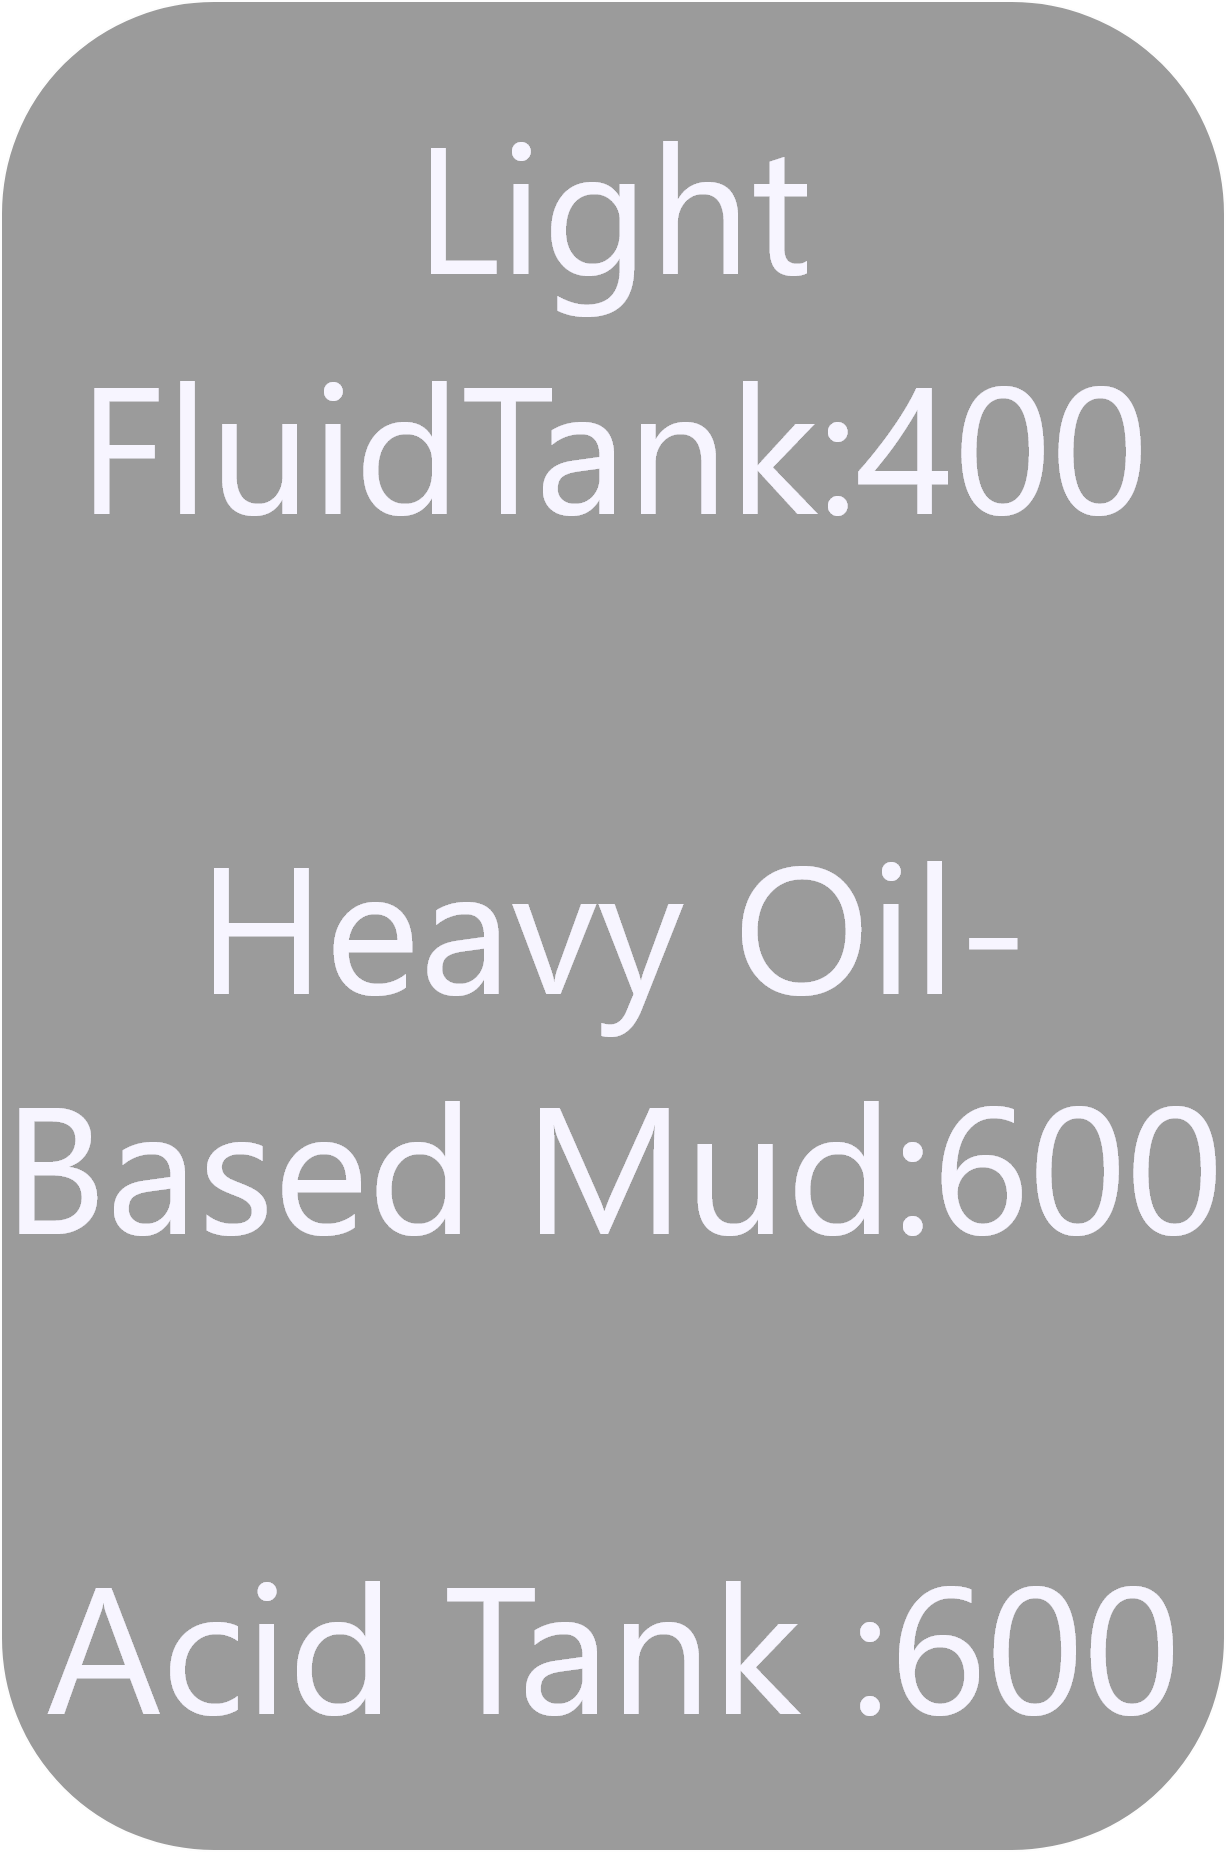 Light
FluidTank:400
Heavy Oil-
Based Mud:600
Acid Tank :600